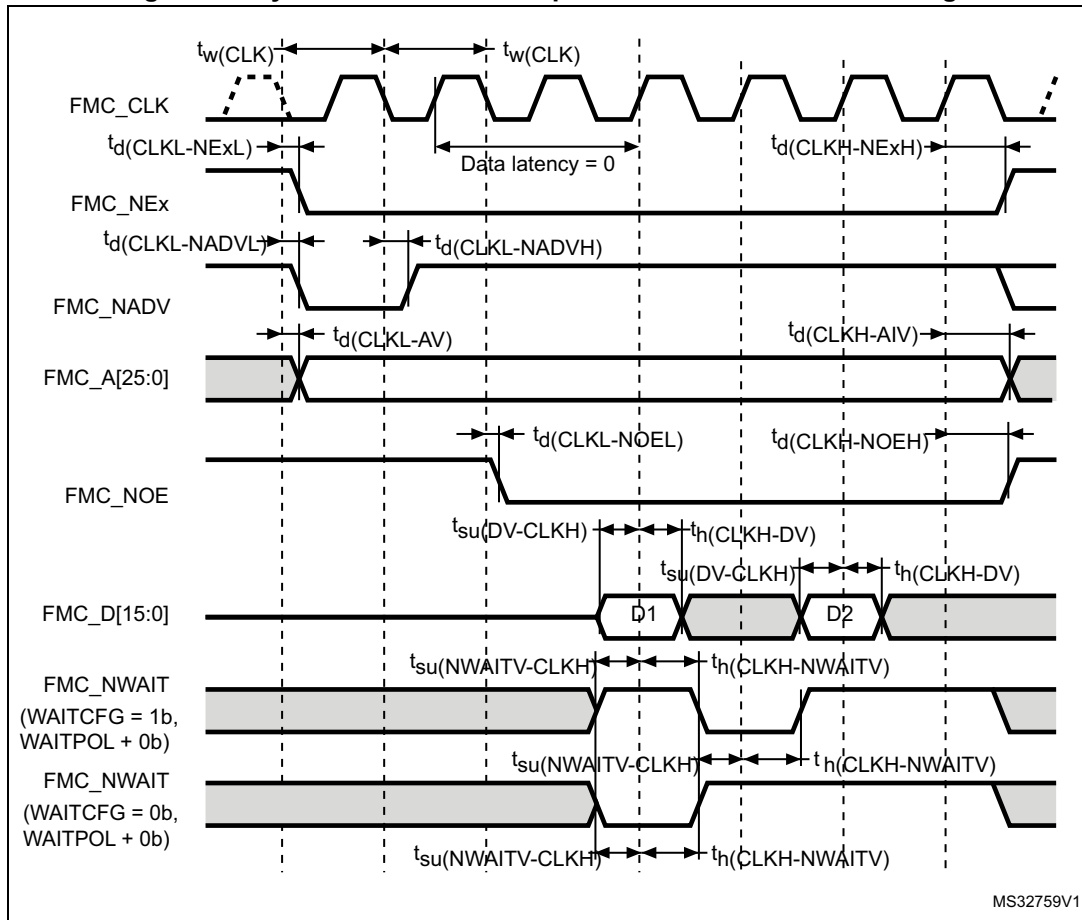 tw(CLK)
tw(CLK)
FMC_CLK
td(CLKL-NExL)
Data latency = 0
td(CLKH-NExH)
FMC_NEx
td(CLKL-NADVL)
td(CLKL-NADVH)
FMC_NADV
td(CLKL-AV)
td(CLKH-AIV)
FMC_A[25:0]
td(CLKL-NOEL)
td(CLKH-NOEH)
FMC_NOE
tsu(DV-CLKH)
th(CLKH-DV)
tsu(DV-CLKH)
th(CLKH-DV)
FMC_D[15:0]
D1
D2
tsu(NWAITV-CLKH)
th(CLKH-NWAITV)
FMC_NWAIT
(WAITCFG = 1b,
WAITPOL + 0b)
tsu(NWAITV-CLKH)
t h(CLKH-NWAITV)
FMC_NWAIT
(WAITCFG = 0b,
WAITPOL + 0b)
tsu(NWAITV-CLKH)
th(CLKH-NWAITV)
MS32759V1